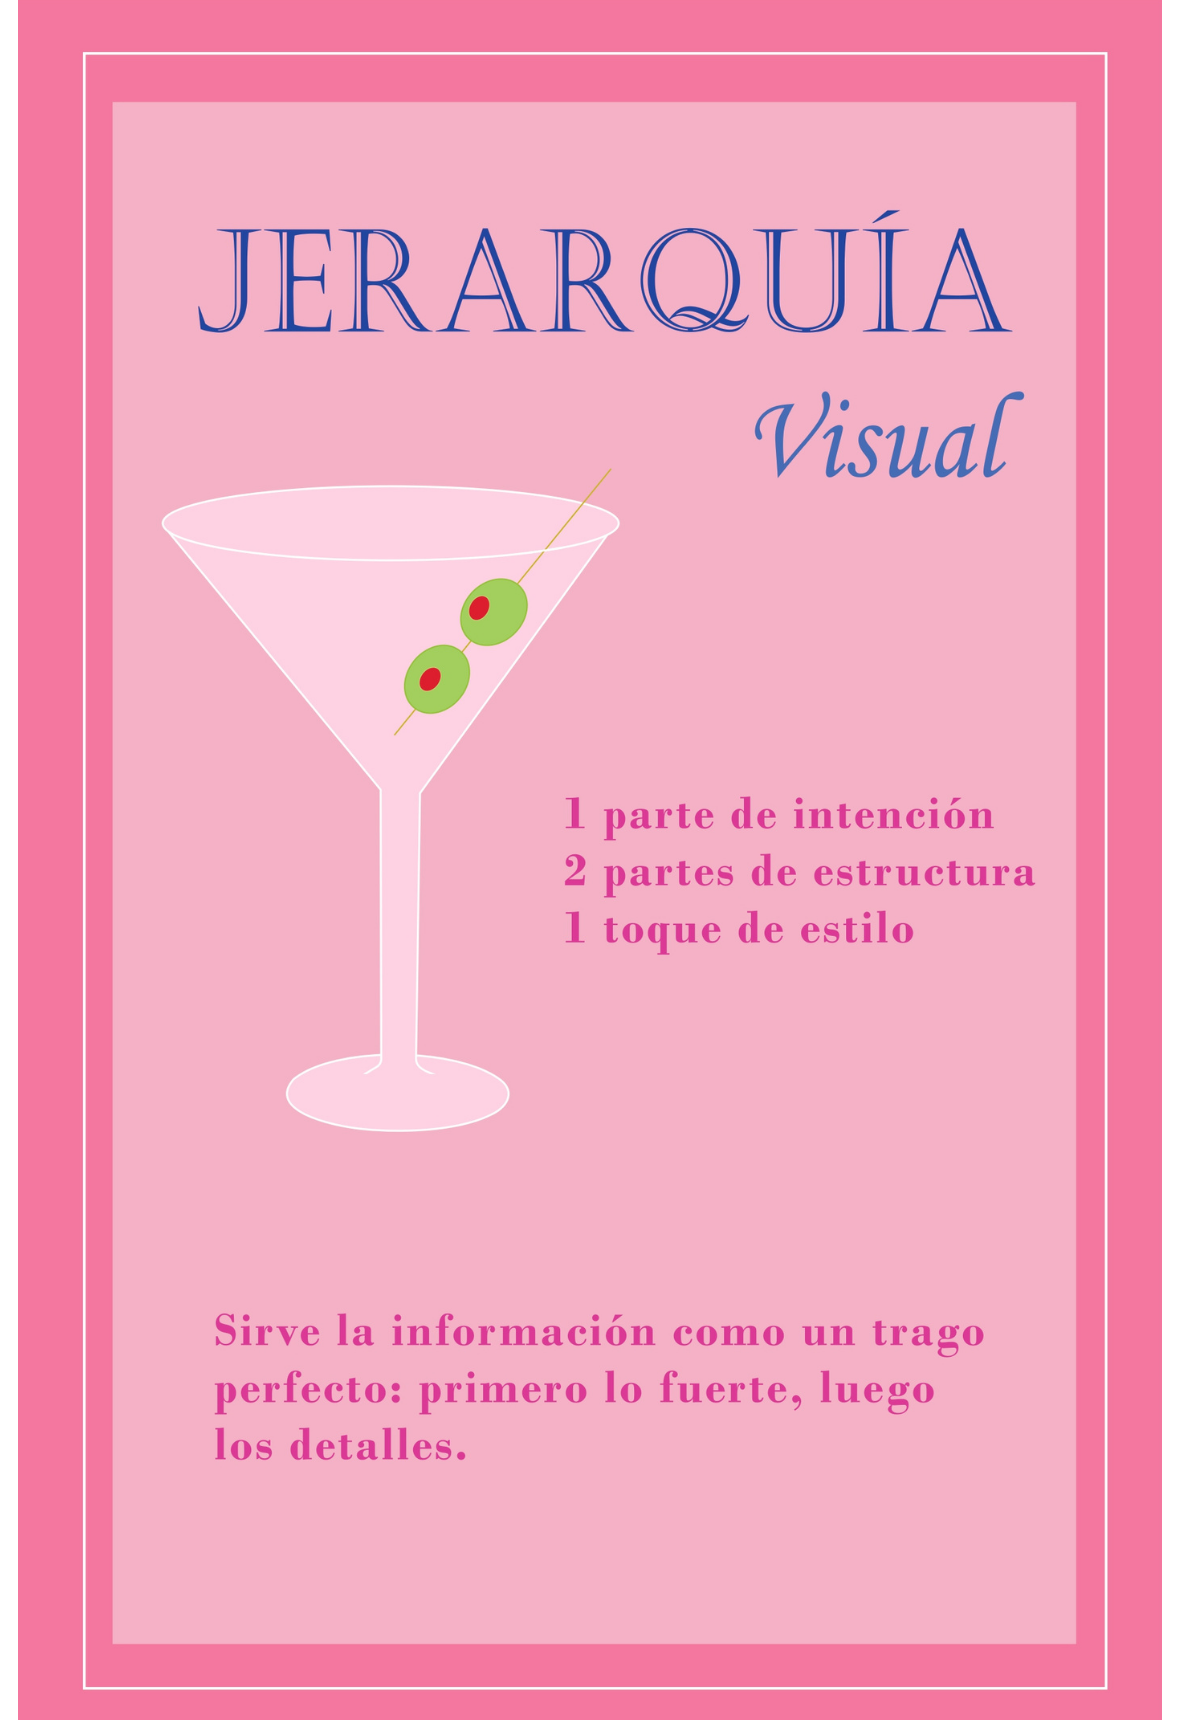 JERARQUÍA
Visual
1 parte de intención
2 partes de estructura
1 toque de estilo
Sirve la información como un trago
perfecto: primero lo fuerte, luego
los detalles.